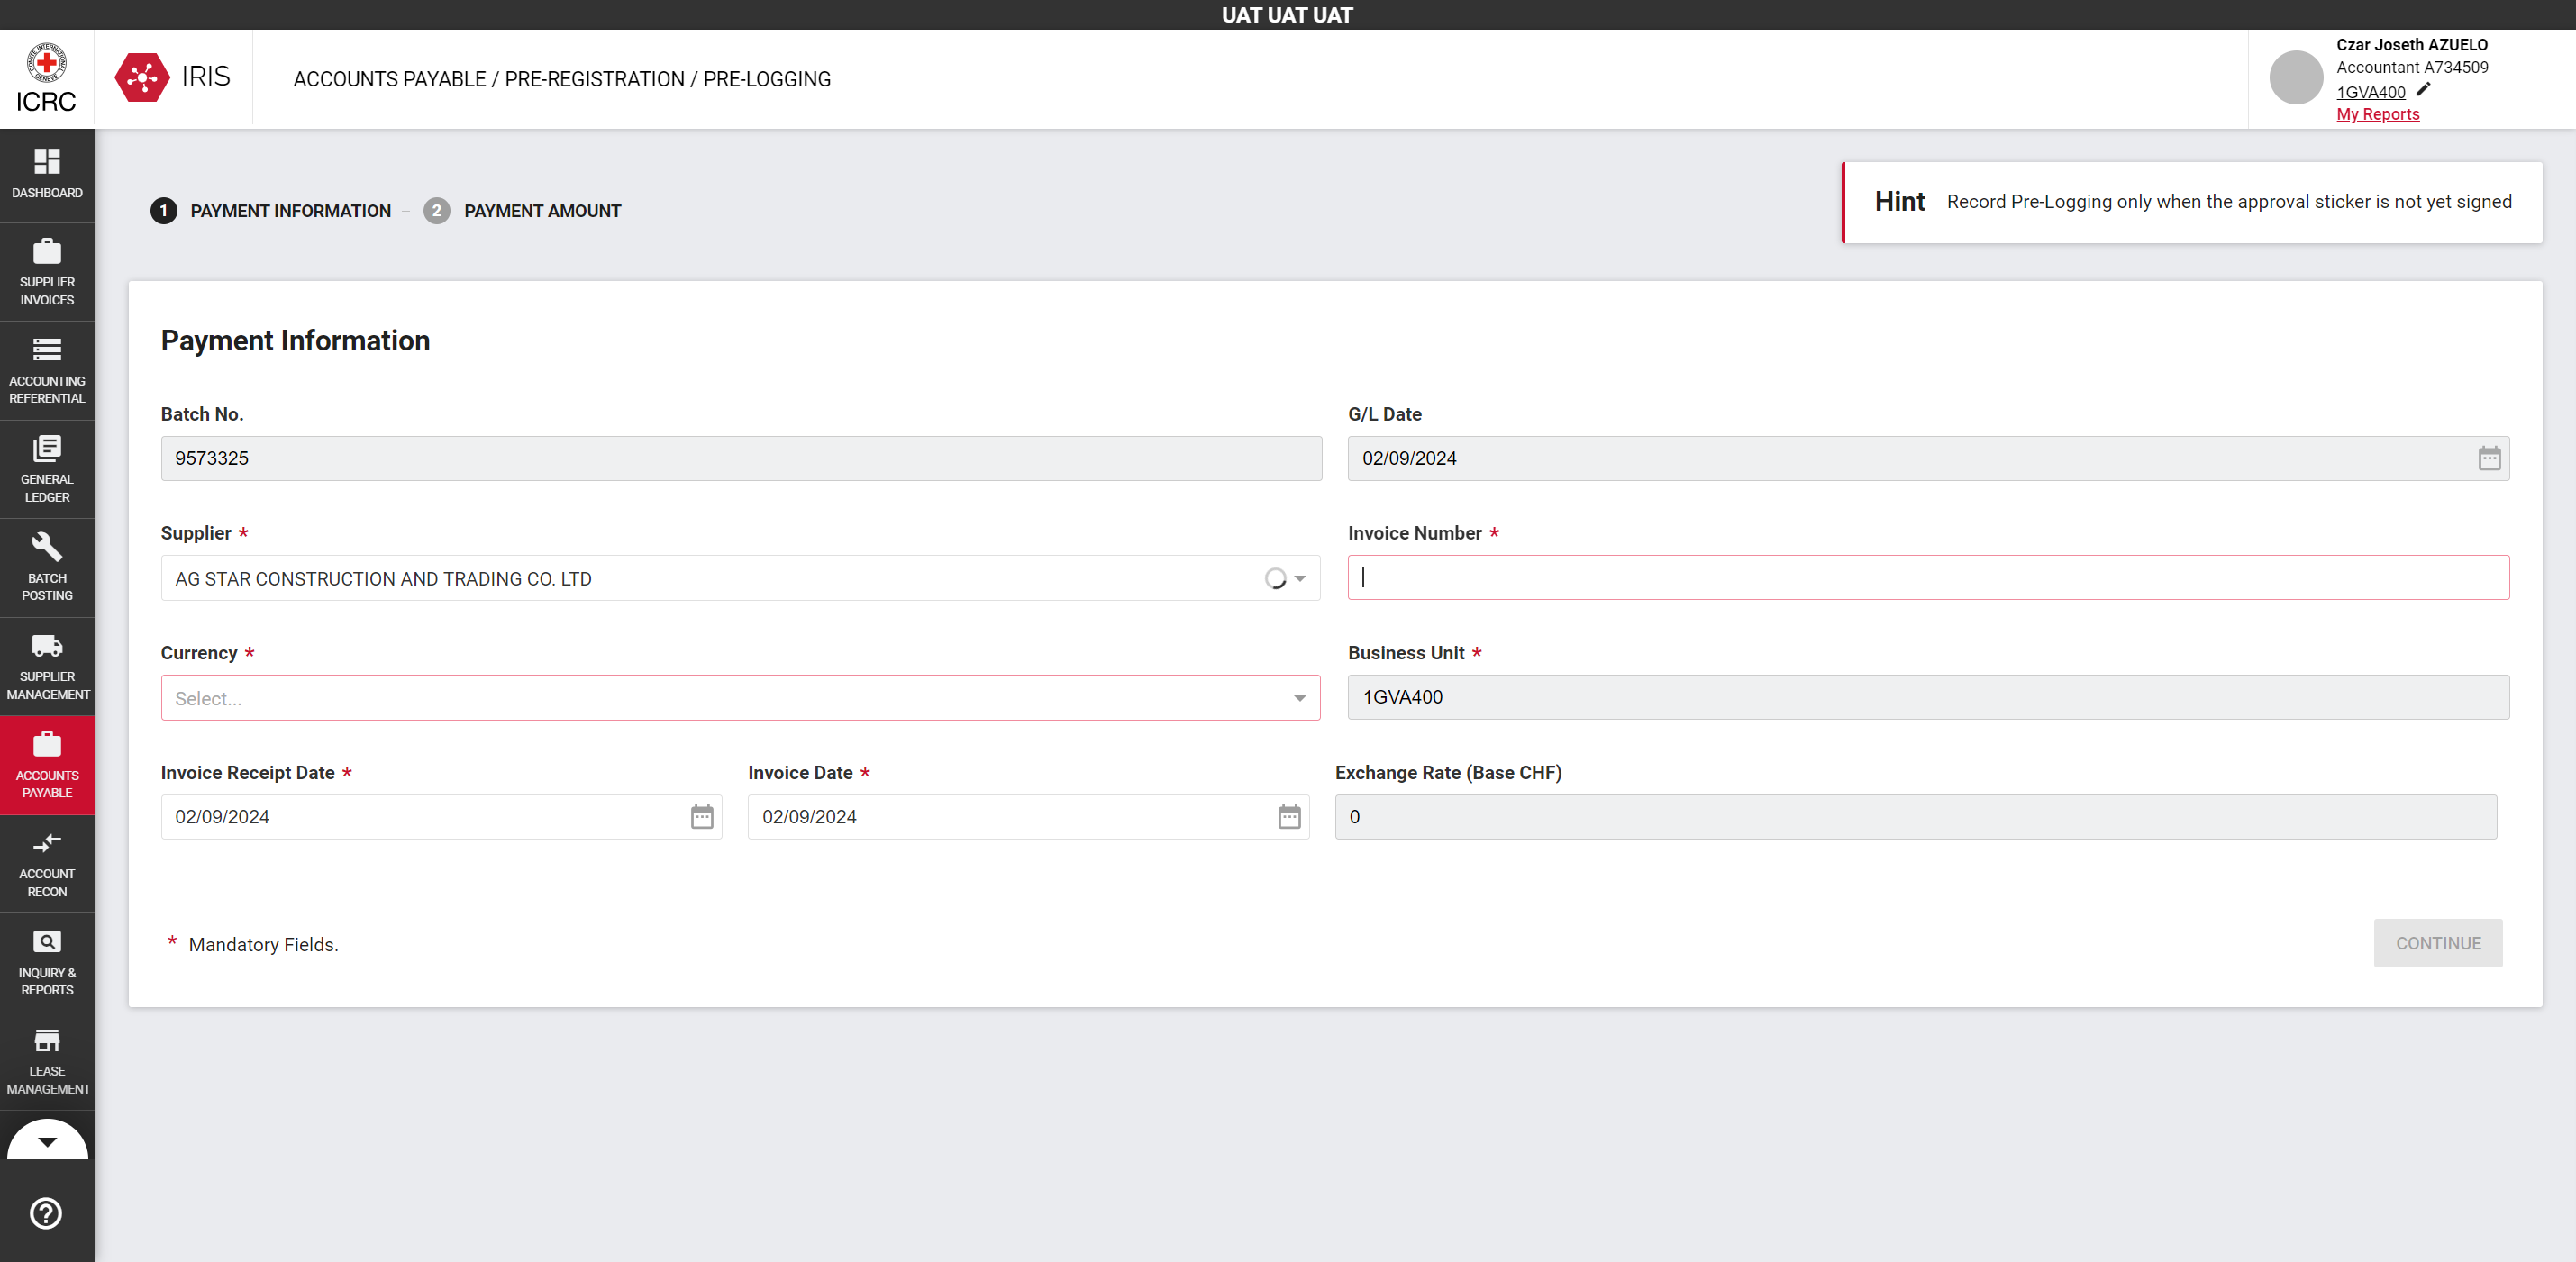 UAT UAT UAT
ICRC
IRIS
ACCOUNTS PAYABLE / PRE-REGISTRATION / PRE-LOGGING
Czar Joseth AZUELO
Accountant A734509
1GVA400
My Reports
DASHBOARD
SUPPLIER
INVOICES
ACCOUNTING
REFERENTIAL
GENERAL
LEDGER
BATCH
POSTING
SUPPLIER
MANAGEMENT
ACCOUNTS
PAYABLE
ACCOUNT
RECON
INQUIRY &
REPORTS
LEASE
MANAGEMENT
1 PAYMENT INFORMATION – 2 PAYMENT AMOUNT
Hint Record Pre-Logging only when the approval sticker is not yet signed
Payment Information
Batch No.
9573325
G/L Date
02/09/2024
Supplier *
AG STAR CONSTRUCTION AND TRADING CO. LTD
Invoice Number *
Currency *
Select...
Business Unit *
1GVA400
Invoice Receipt Date *
02/09/2024
Invoice Date *
02/09/2024
Exchange Rate (Base CHF)
0
* Mandatory Fields.
CONTINUE